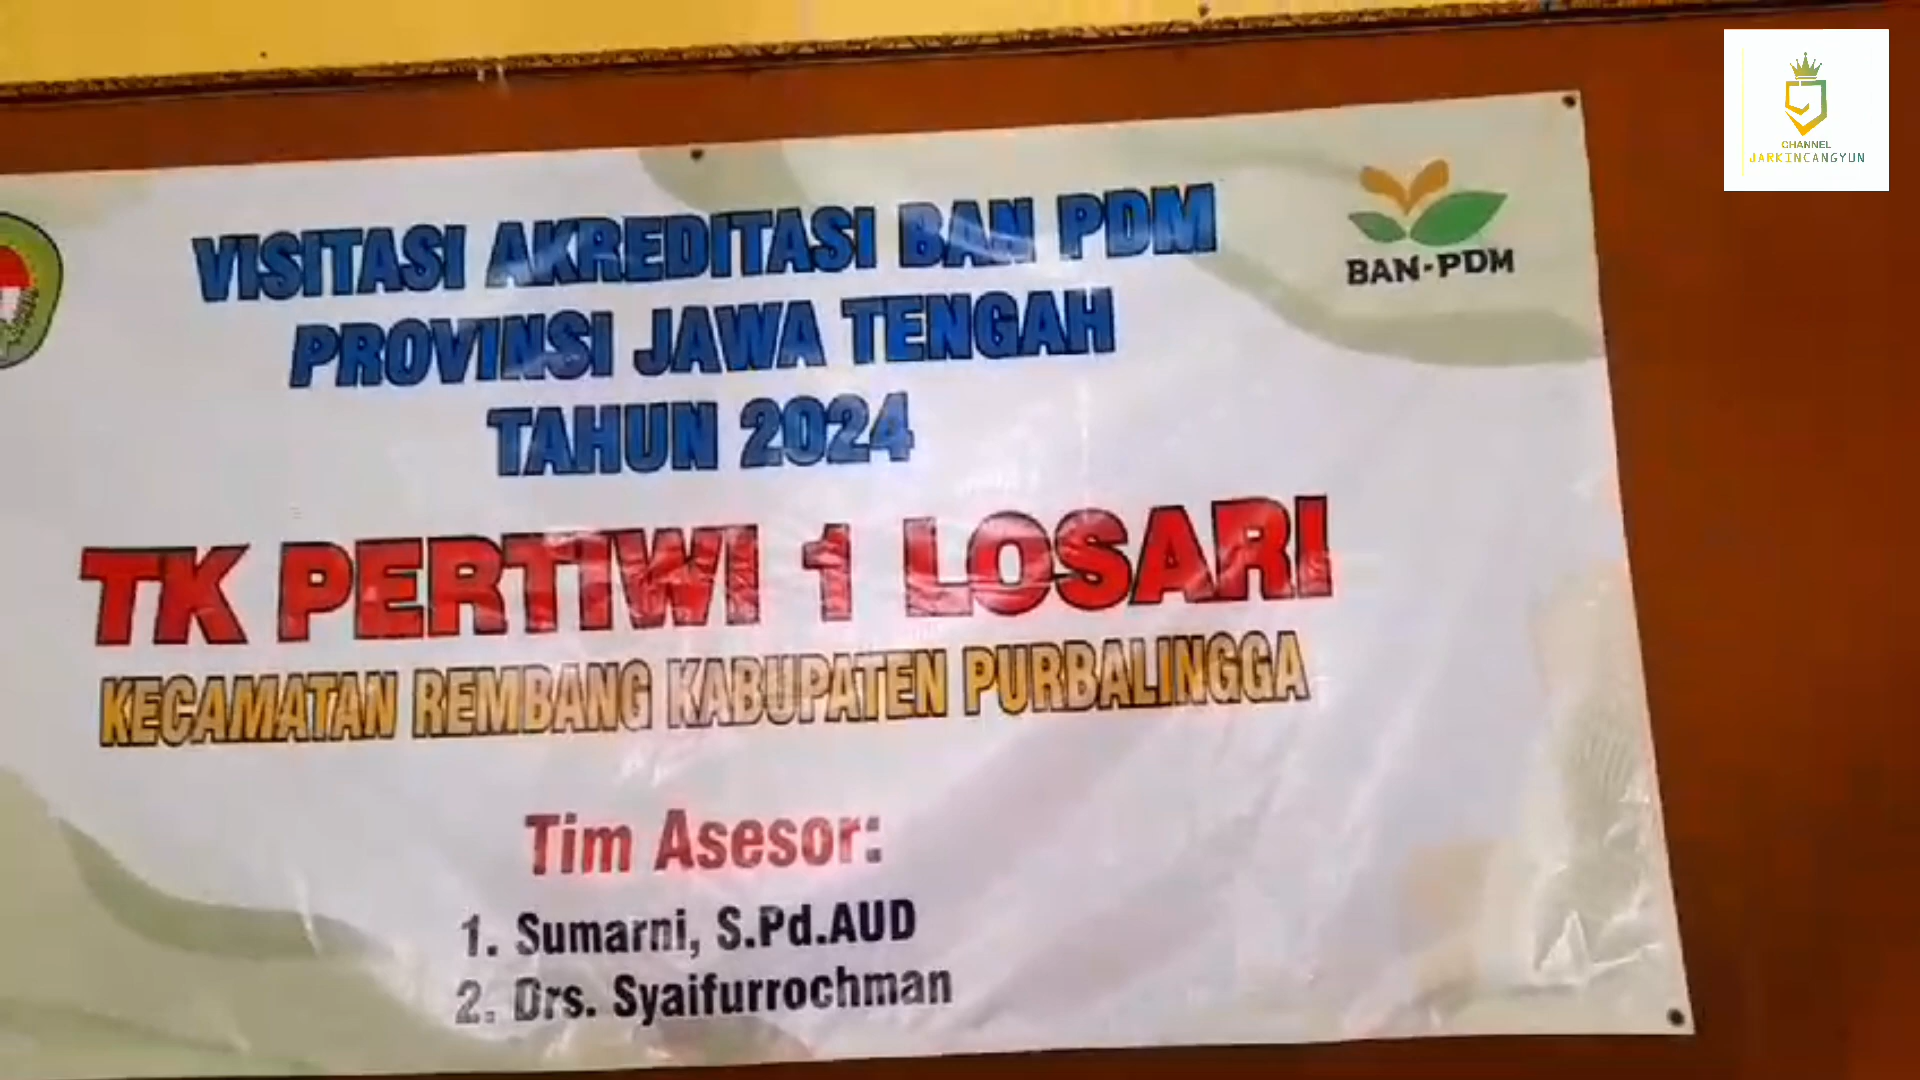 VISITASI AKREDITASI BAN PDM
PROVINSI JAWA TENGAH
TAHUN 2024
TK PERTIWI 1 LOSARI
KECAMATAN REMBANG KABUPATEN PURBALINGGA
Tim Asesor:
1. Sumarni, S.Pd.AUD
2. Drs. Syaifurrochman
BAN-PDM
CHANNEL
JARKINCANGYUN